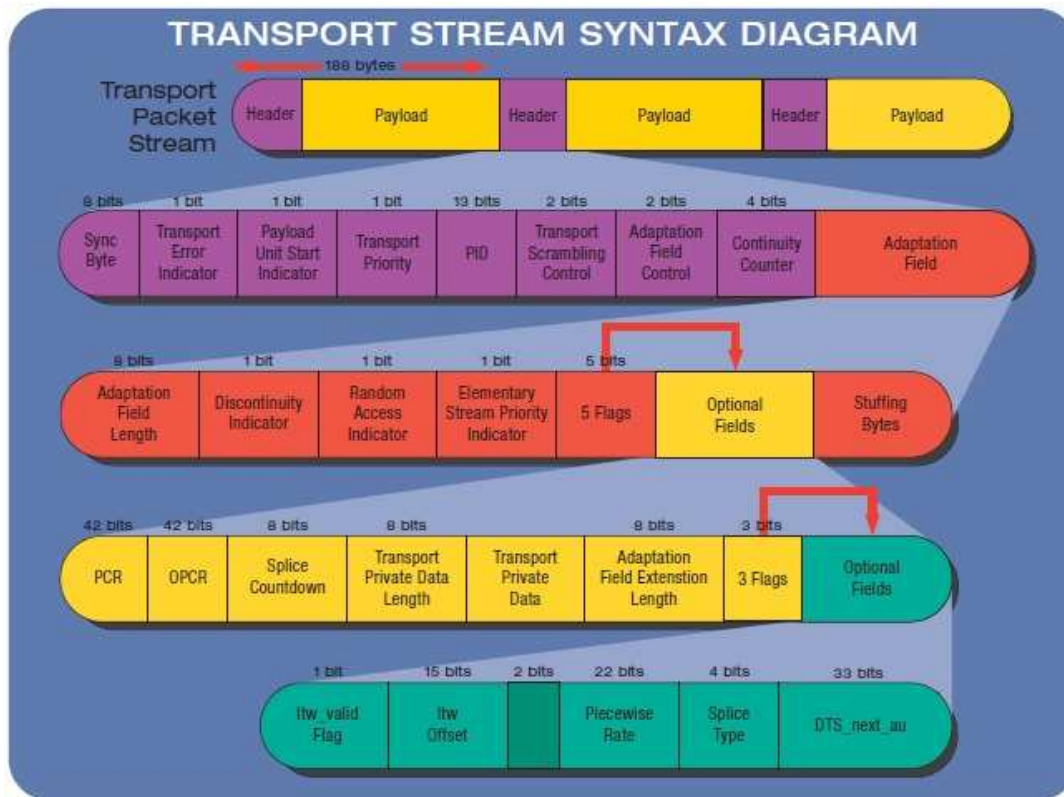 TRANSPORT STREAM SYNTAX DIAGRAM
188 bytes
Transport
Packet
Stream
Header
Payload
Header
Payload
Header
Payload
8 bits
1 bit
1 bit
1 bit
13 bits
2 bits
2 bits
4 bits
Sync
Byte
Transport
Error
Indicator
Payload
Unit Start
Indicator
Transport
Priority
PID
Transport
Scrambling
Control
Adaptation
Field
Control
Continuity
Counter
Adaptation
Field
8 bits
1 bit
1 bit
1 bit
5 bits
Adaptation
Field
Length
Discontinuity
Indicator
Random
Access
Indicator
Elementary
Stream Priority
Indicator
5 Flags
Optional
Fields
Stuffing
Bytes
42 bits
42 bits
8 bits
8 bits
8 bits
3 bits
PCR
OPCR
Splice
Countdown
Transport
Private Data
Length
Transport
Private
Data
Adaptation
Field Extenstion
Length
3 Flags
Optional
Fields
1 bit
15 bits
2 bits
22 bits
4 bits
33 bits
ltw_valid
Flag
ltw
Offset
Piecewise
Rate
Splice
Type
DTS_next_au